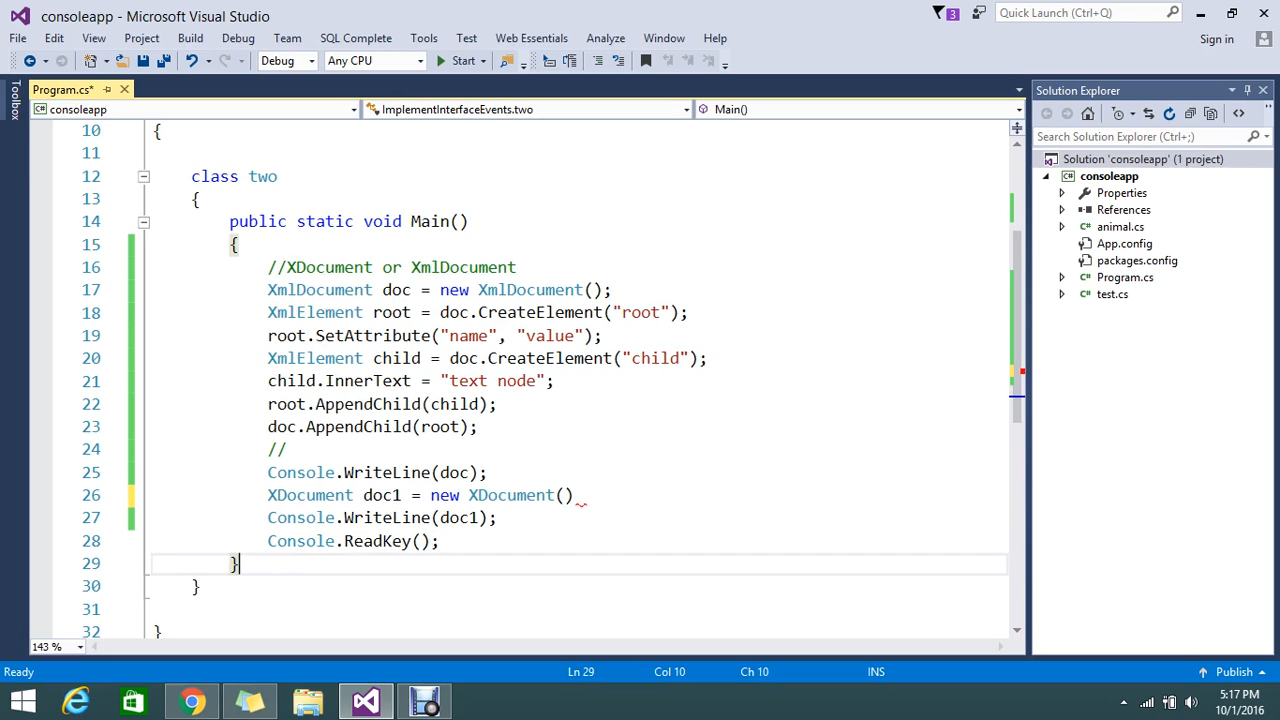 consoleapp - Microsoft Visual Studio
3
Quick Launch (Ctrl+Q)
File Edit View Project Build Debug Team SQL Complete Tools Test Web Essentials Analyze Window Help
Sign in
Debug Any CPU Start
Toolbox
Program.cs*
consoleapp ImplementInterfaceEvents.two Main()
10 {
11
12 class two
13 {
14 public static void Main()
15 {
16 //XDocument or XmlDocument
17 XmlDocument doc = new XmlDocument();
18 XmlElement root = doc.CreateElement("root");
19 root.SetAttribute("name", "value");
20 XmlElement child = doc.CreateElement("child");
21 child.InnerText = "text node";
22 root.AppendChild(child);
23 doc.AppendChild(root);
24 //
25 Console.WriteLine(doc);
26 XDocument doc1 = new XDocument()
27 Console.WriteLine(doc1);
28 Console.ReadKey();
29 }
30 }
31
32 }
143 %
Solution Explorer
Search Solution Explorer (Ctrl+;)
Solution 'consoleapp' (1 project)
consoleapp
Properties
References
animal.cs
App.config
packages.config
Program.cs
test.cs
Ready Ln 29 Col 10 Ch 10 INS Publish
5:17 PM
10/1/2016